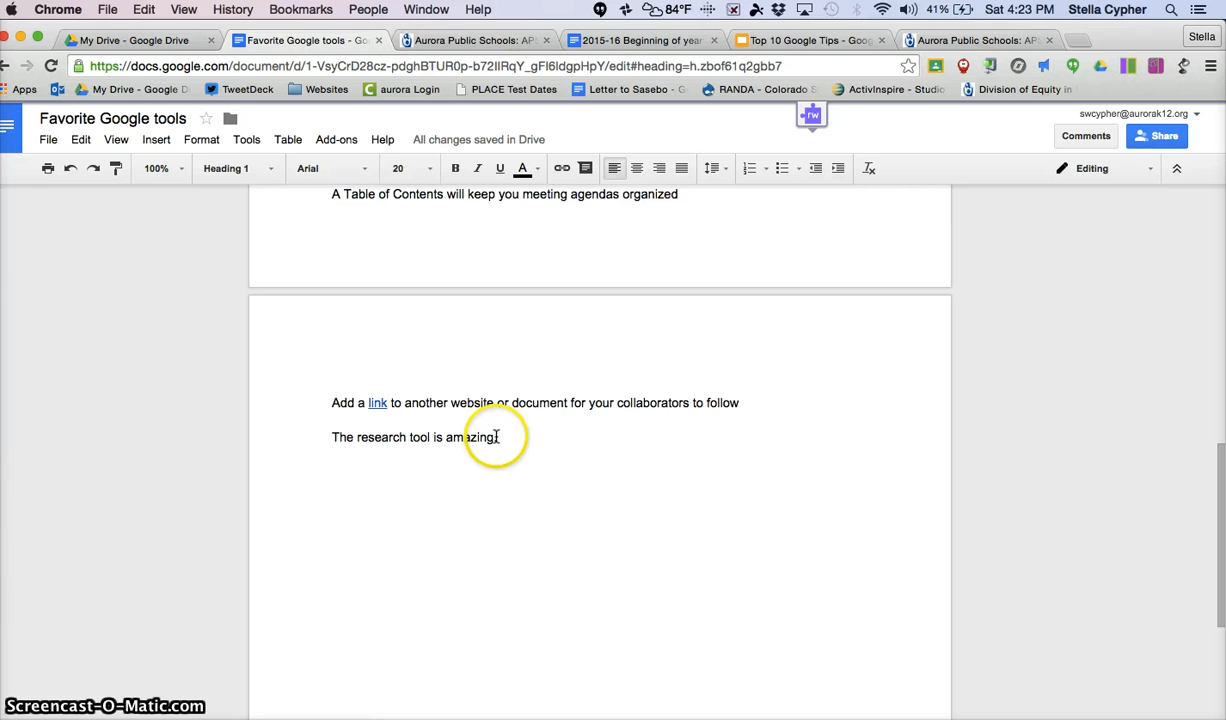 Chrome File Edit View History Bookmarks People Window Help 84°F 41% Sat 4:23 PM Stella Cypher
My Drive - Google Drive Favorite Google tools - Go Aurora Public Schools: AP 2015-16 Beginning of year Top 10 Google Tips - Goog Aurora Public Schools: AP Stella
https://docs.google.com/document/d/1-VsyCrD28cz-pdghBTUR0p-b72IIRqY_gFI6ldgpHpY/edit#heading=h.zbof61q2gbb7
Apps My Drive - Google D TweetDeck Websites aurora Login PLACE Test Dates Letter to Sasebo - G RANDA - Colorado S ActivInspire - Studio Division of Equity in
Favorite Google tools rw swcypher@aurorak12.org
File Edit View Insert Format Tools Table Add-ons Help All changes saved in Drive Comments Share
100% Heading 1 Arial 20 B I U A Editing
A Table of Contents will keep you meeting agendas organized
Add a link to another website or document for your collaborators to follow
The research tool is amazing!
Screencast-O-Matic.com